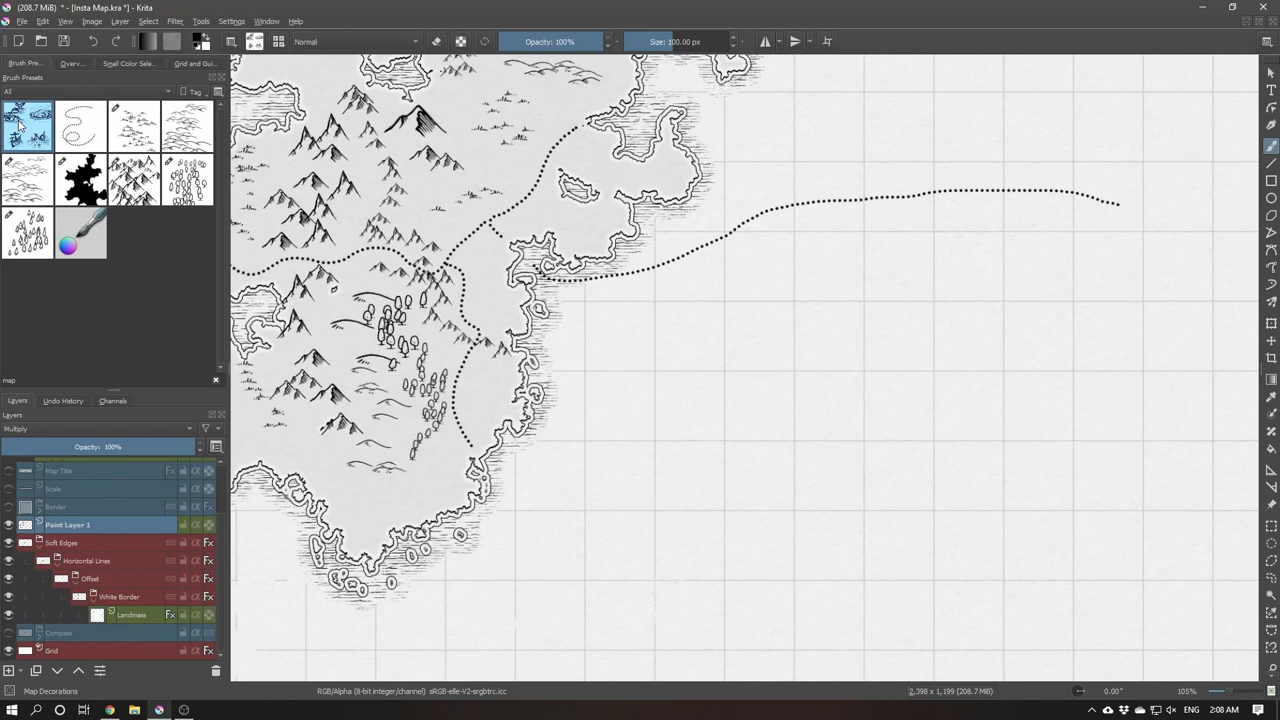 (208.7 MiB) * - [Insta Map.kra *] - Krita
File Edit View Image Layer Select Filter Tools Settings Window Help
Normal Opacity: 100% Size: 100.00 px
Brush Pre... Overv... Small Color Sele... Grid and Gui...
Brush Presets
All Tag
map
Layers Undo History Channels
Layers
Multiply
Opacity: 100%
Map Title
Scale
Border
Paint Layer 1
Soft Edges
Horizontal Lines
Offset
White Border
Landmass
Compass
Grid
Map Decorations RGB/Alpha (8-bit integer/channel) sRGB-elle-V2-srgbtrc.icc 2,398 x 1,199 (208.7 MiB) 0.00° 105%
ENG 2:08 AM